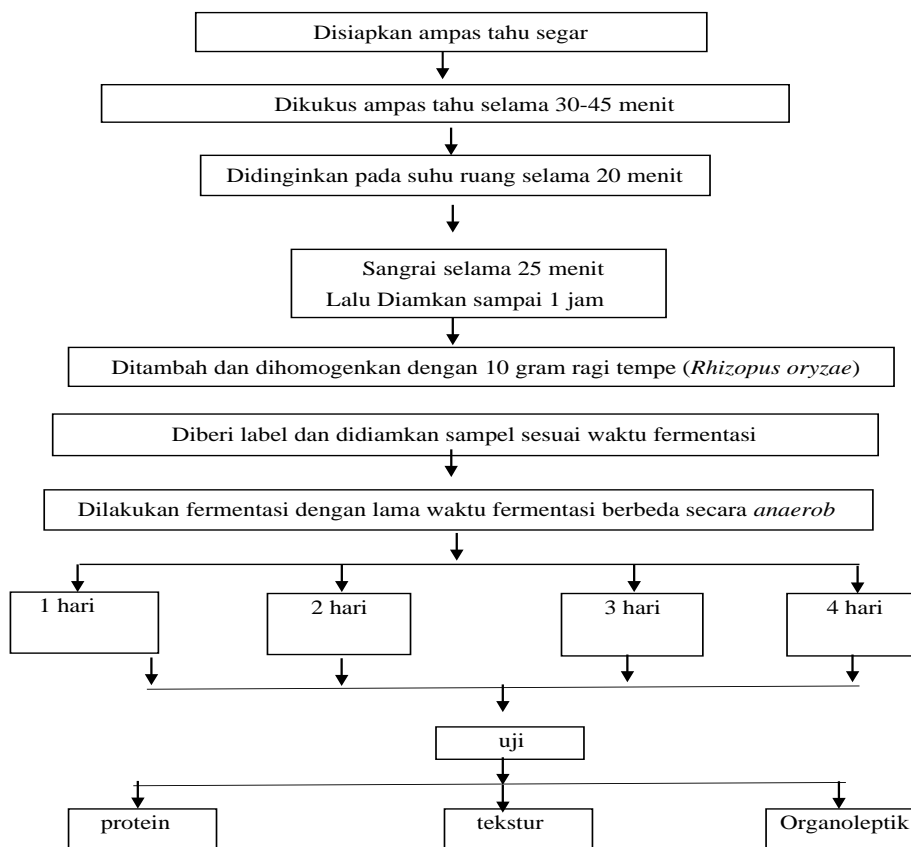 Disiapkan ampas tahu segar
Dikukus ampas tahu selama 30-45 menit
Didinginkan pada suhu ruang selama 20 menit
Sangrai selama 25 menit
Lalu Diamkan sampai 1 jam
Ditambah dan dihomogenkan dengan 10 gram ragi tempe (Rhizopus oryzae)
Diberi label dan didiamkan sampel sesuai waktu fermentasi
Dilakukan fermentasi dengan lama waktu fermentasi berbeda secara anaerob
1 hari
2 hari
3 hari
4 hari
uji
protein
tekstur
Organoleptik